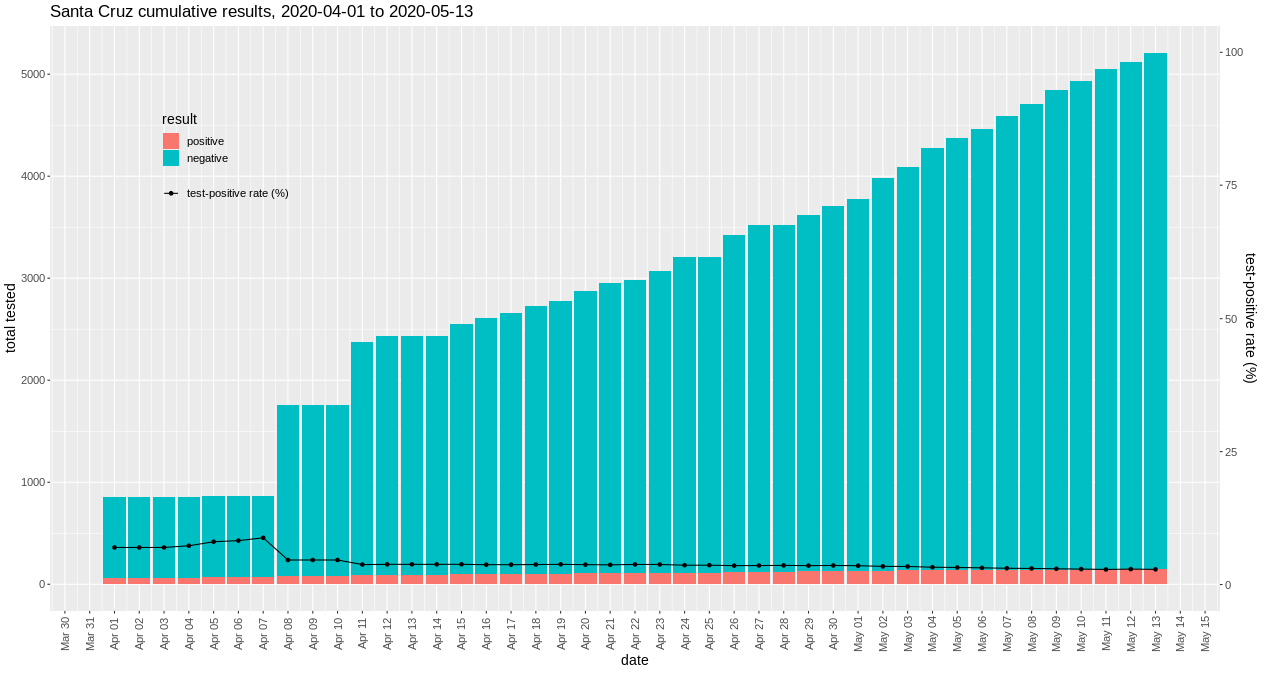 Santa Cruz cumulative results, 2020-04-01 to 2020-05-13
total tested
5000
4000
3000
2000
1000
0
result
positive
negative
test-positive rate (%)
100
75
50
25
0
test-positive rate (%)
Mar 30
Mar 31
Apr 01
Apr 02
Apr 03
Apr 04
Apr 05
Apr 06
Apr 07
Apr 08
Apr 09
Apr 10
Apr 11
Apr 12
Apr 13
Apr 14
Apr 15
Apr 16
Apr 17
Apr 18
Apr 19
Apr 20
Apr 21
Apr 22
Apr 23
Apr 24
Apr 25
Apr 26
Apr 27
Apr 28
Apr 29
Apr 30
May 01
May 02
May 03
May 04
May 05
May 06
May 07
May 08
May 09
May 10
May 11
May 12
May 13
May 14
May 15
date